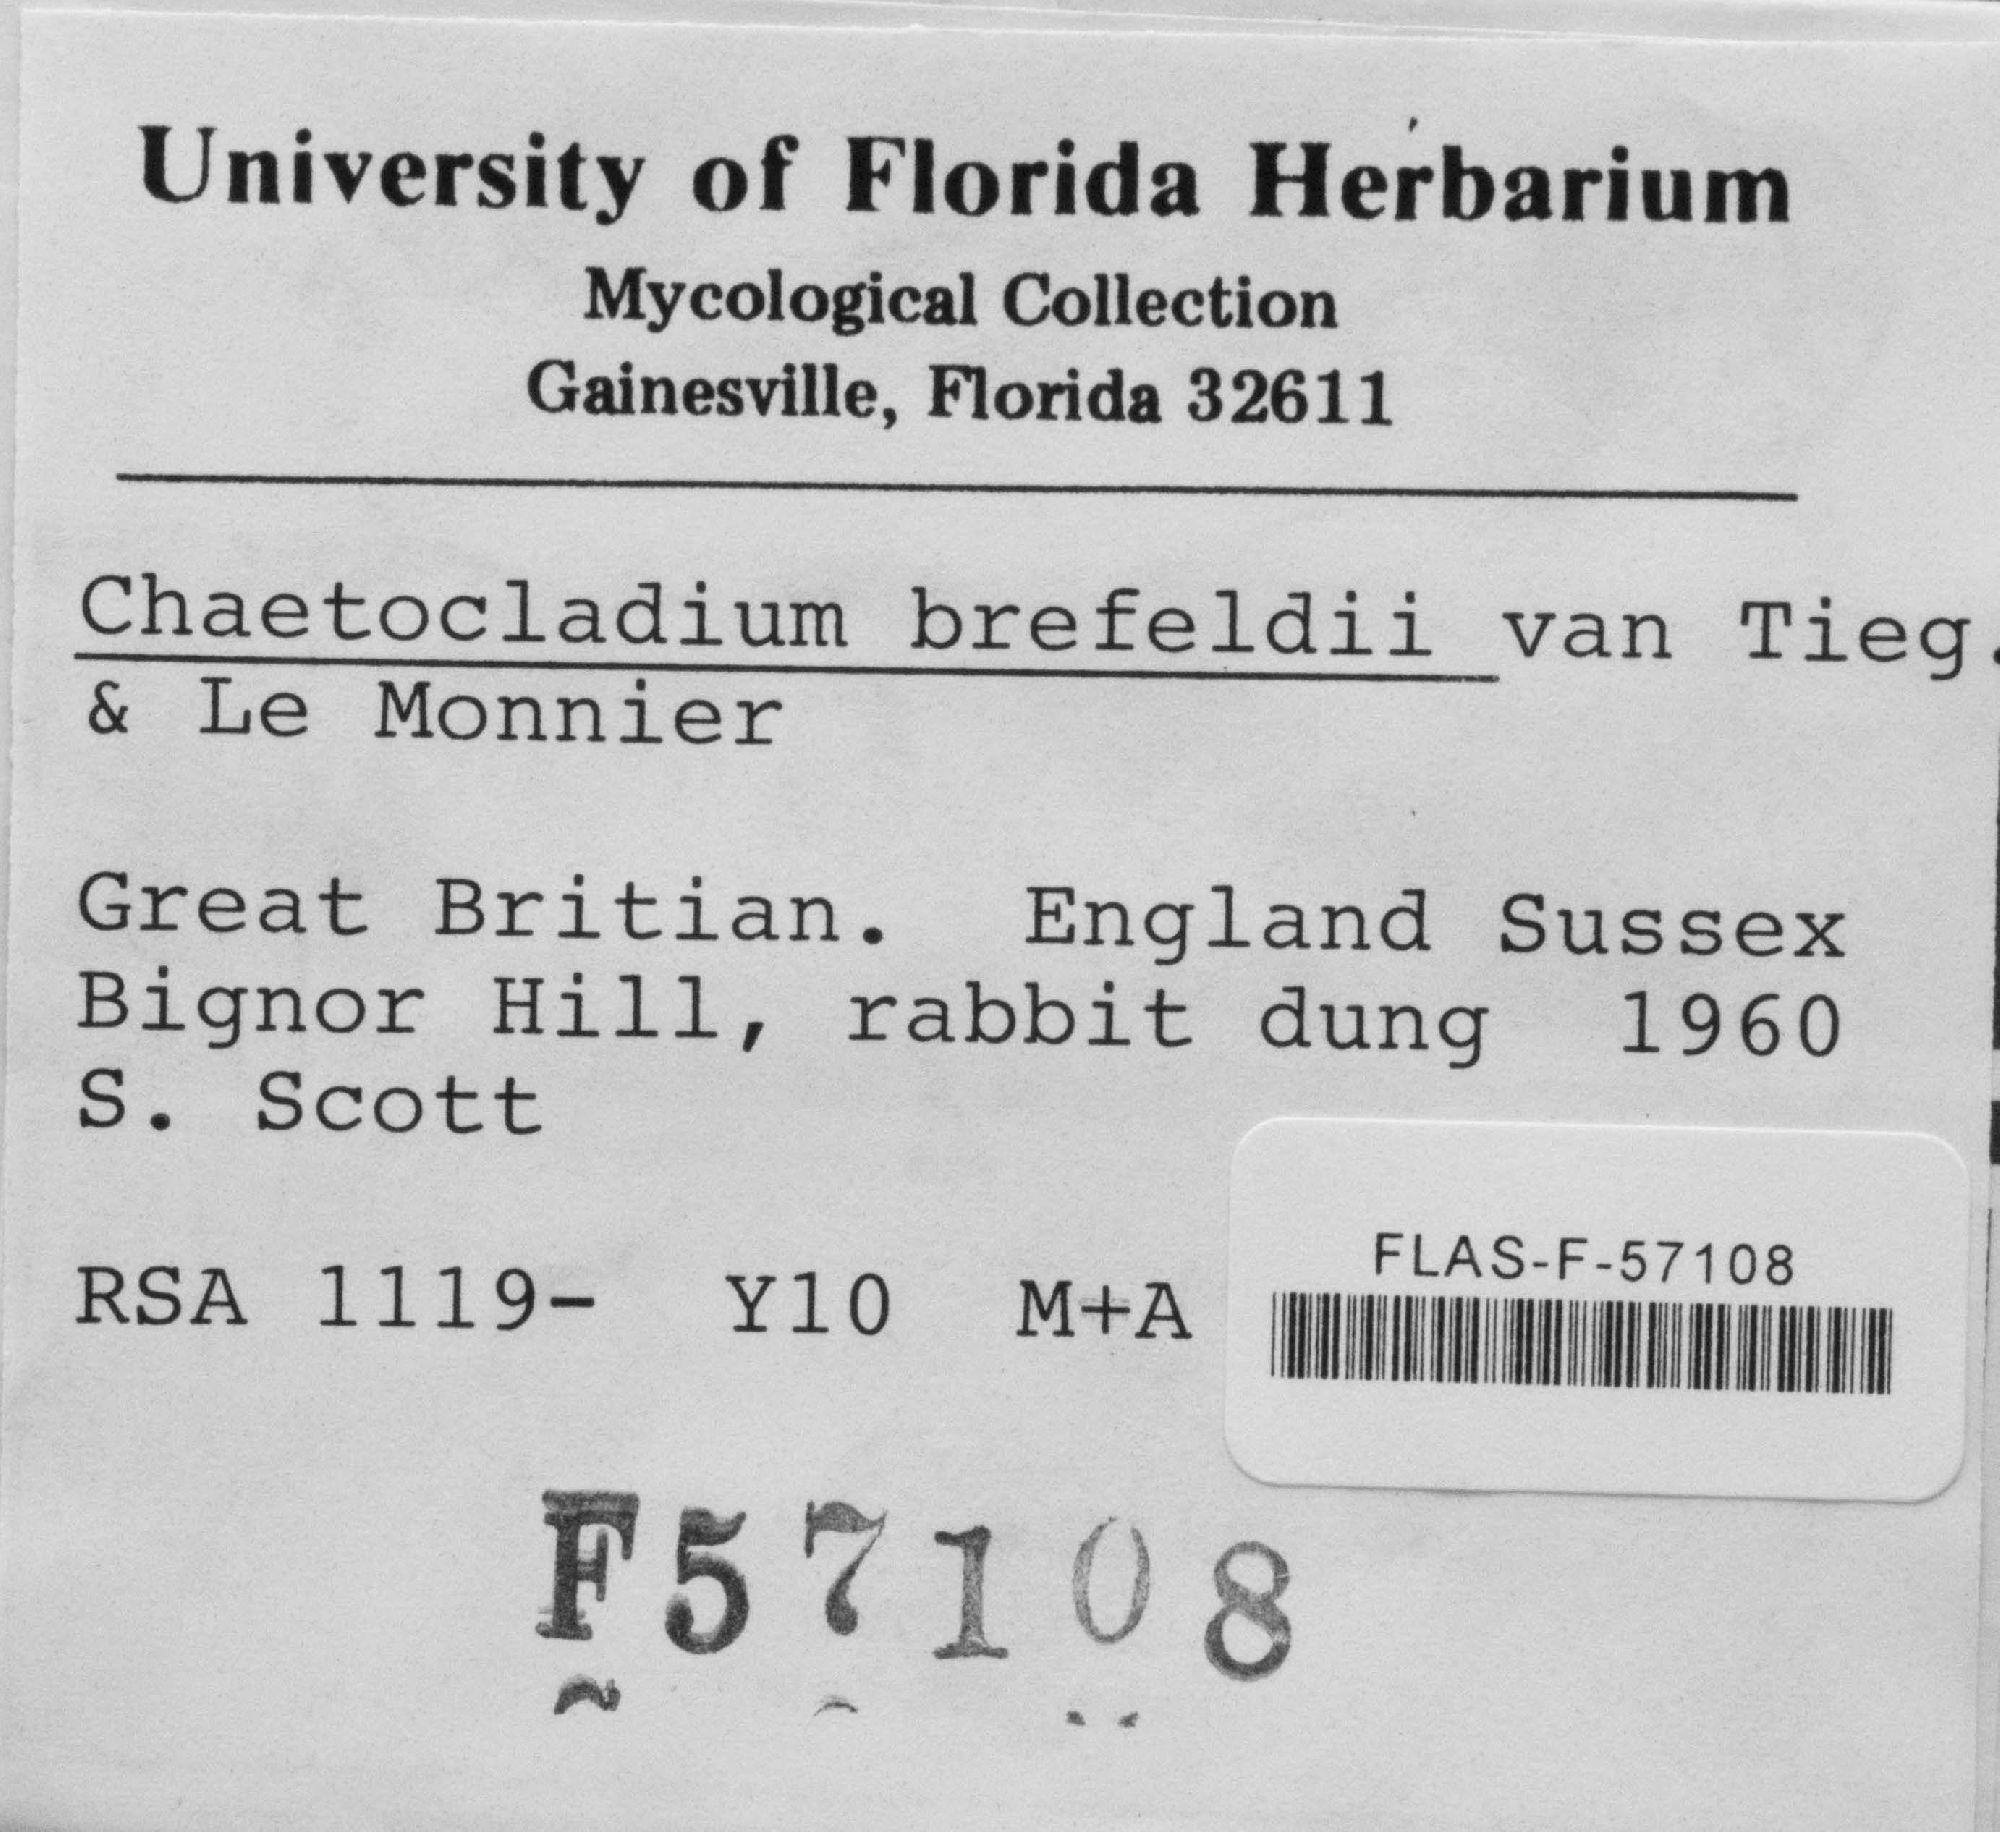 University of Florida Herbarium
Mycological Collection
Gainesville, Florida 32611
Chaetocladium brefeldii van Tieg.
& Le Monnier
Great Britian. England Sussex
Bignor Hill, rabbit dung 1960
S. Scott
RSA 1119- Y10 M+A
FLAS-F-57108
F57108